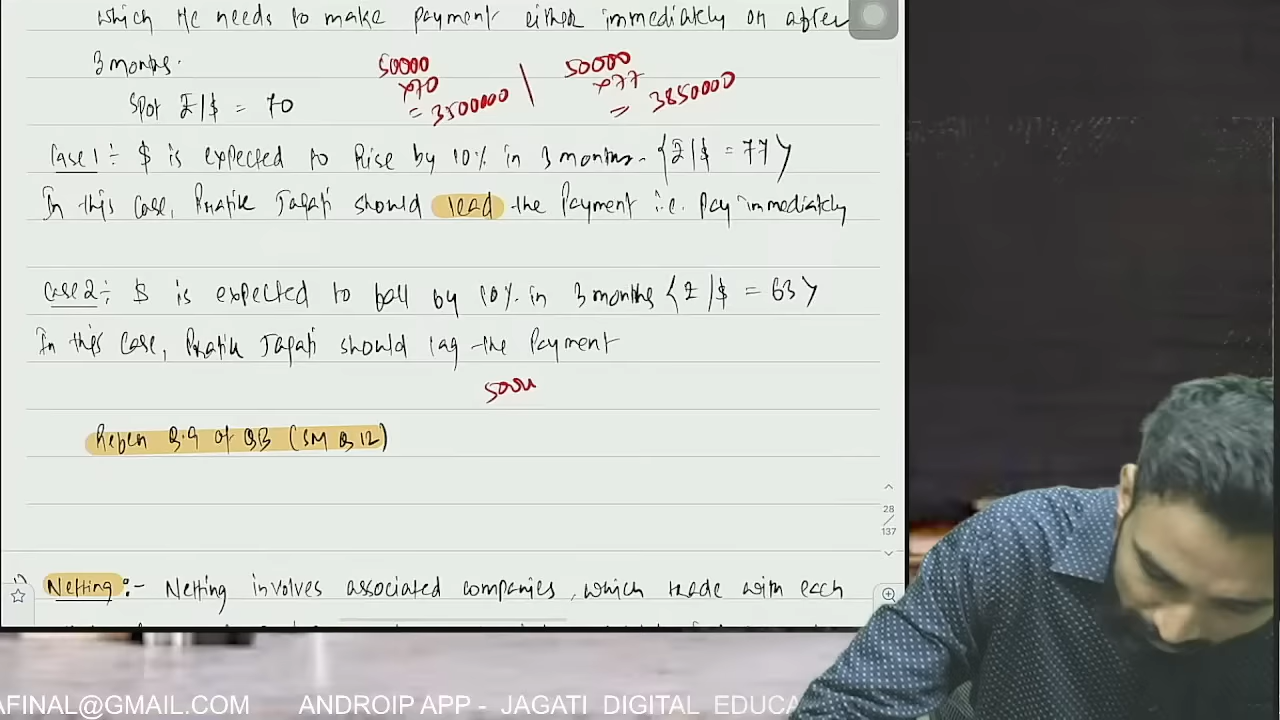 which He needs to make payment either immediately or after
3 months.
50000
×70
= 3500000
50000
×77
= 3850000
Spot ₹/$ = 70
Case 1 :- $ is expected to Rise by 10% in 3 months. {₹/$ = 77}
In this case, Pratik Jagati should lead the Payment i.e. Pay immediately
Case 2 :- $ is expected to fall by 10% in 3 months {₹/$ = 63}
In this case, Pratik Jagati should lag the Payment
5000
Refer Q.9 of QB (SM Q 12)
28
/
137
Netting :- Netting involves associated companies, which trade with each
AFINAL@GMAIL.COM ANDROIP APP - JAGATI DIGITAL EDUCA